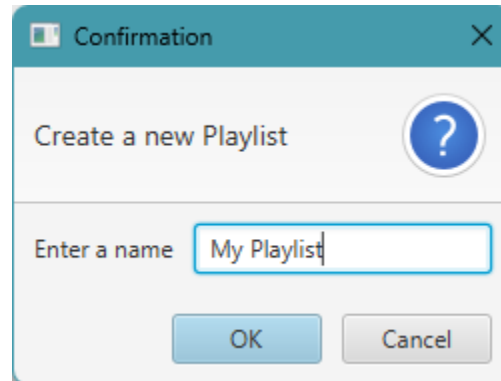 Confirmation
Create a new Playlist
?
Enter a name My Playlist
OK Cancel